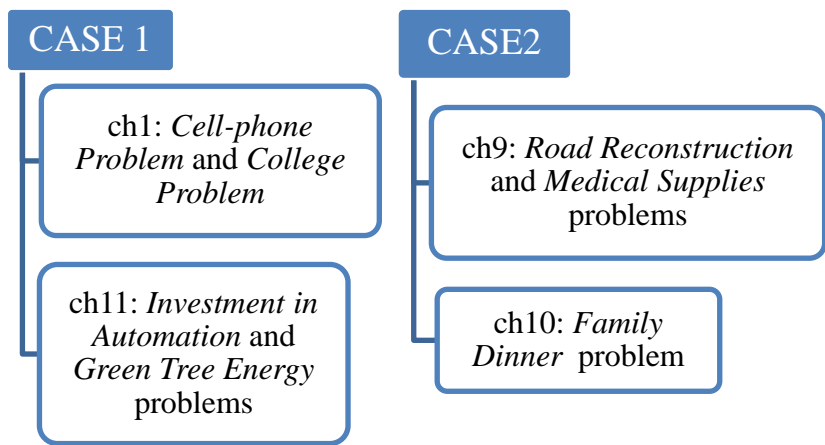 CASE 1
ch1: Cell-phone
Problem and College
Problem
ch11: Investment in
Automation and
Green Tree Energy
problems
CASE2
ch9: Road Reconstruction
and Medical Supplies
problems
ch10: Family
Dinner problem